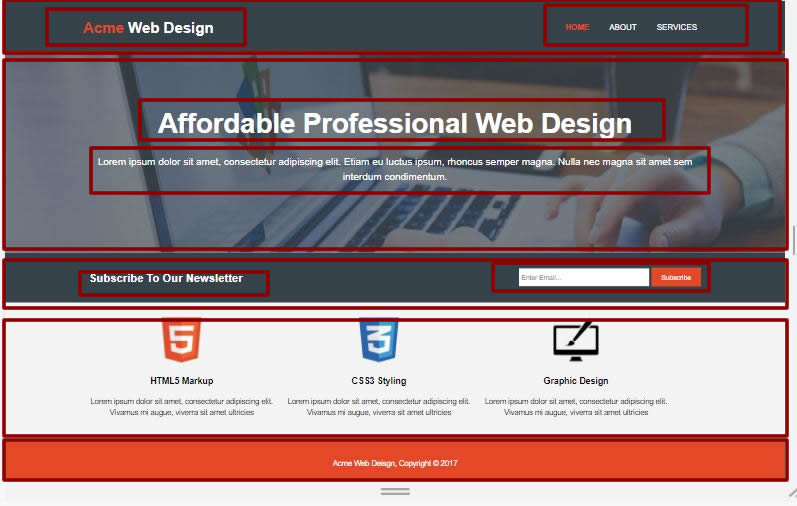 Acme Web Design
HOME ABOUT SERVICES
Affordable Professional Web Design
Lorem ipsum dolor sit amet, consectetur adipiscing elit. Etiam eu luctus ipsum, rhoncus semper magna. Nulla nec magna sit amet sem
interdum condimentum.
Subscribe To Our Newsletter
Enter Email... Subscribe
5 3
HTML5 Markup CSS3 Styling Graphic Design
Lorem ipsum dolor sit amet, consectetur adipiscing elit. Lorem ipsum dolor sit amet, consectetur adipiscing elit. Lorem ipsum dolor sit amet, consectetur adipiscing elit.
Vivamus mi augue, viverra sit amet ultricies Vivamus mi augue, viverra sit amet ultricies Vivamus mi augue, viverra sit amet ultricies
Acme Web Deisgn, Copyright © 2017